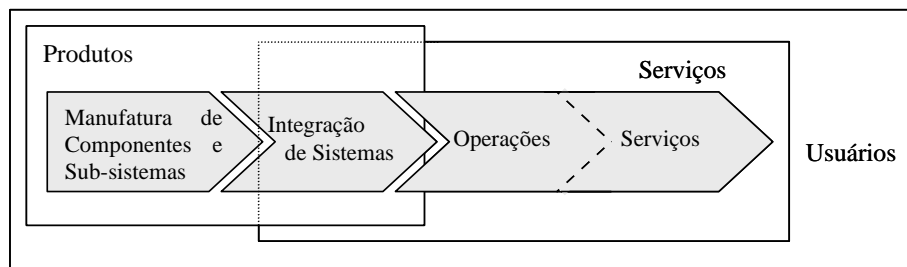 Produtos
Serviços
Manufatura de
Componentes e
Sub-sistemas
Integração
de Sistemas
Operações
Serviços
Usuários